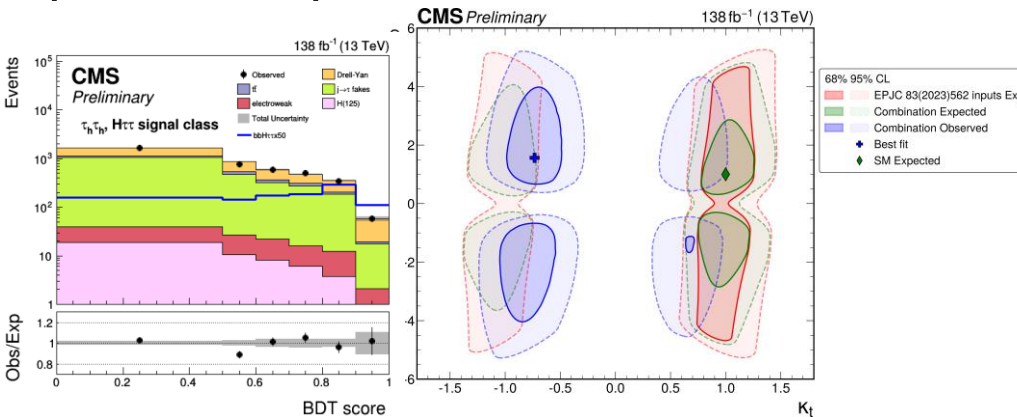 CMS Preliminary
138 fb⁻¹ (13 TeV)
138 fb⁻¹ (13 TeV)
Events
10⁵
10⁴
10³
10²
10
1
CMS
Preliminary
τₕτₕ, Hττ signal class
Observed
Drell-Yan
tt̄
j→τ fakes
electroweak
H(125)
Total Uncertainty
bbHττx50
Obs/Exp
1.2
1
0.8
0 0.2 0.4 0.6 0.8 1
BDT score
6
4
2
0
-2
-4
-6
-1.5 -1.0 -0.5 0.0 0.5 1.0 1.5
κₜ
68% 95% CL
EPJC 83(2023)562 inputs Ex
Combination Expected
Combination Observed
Best fit
SM Expected